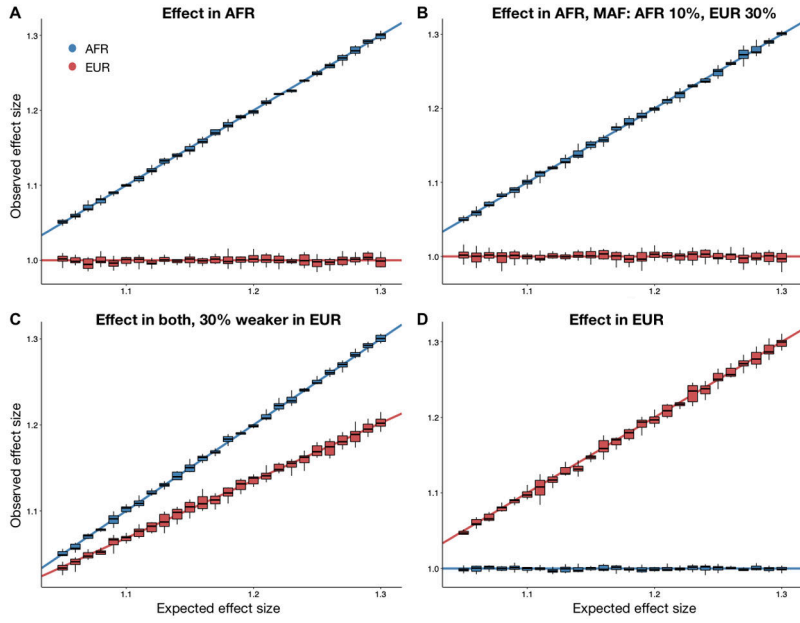 A
Effect in AFR
AFR
EUR
Observed effect size
1.3
1.2
1.1
1.0
1.1
1.2
1.3
B
Effect in AFR, MAF: AFR 10%, EUR 30%
1.3
1.2
1.1
1.0
1.1
1.2
1.3
C
Effect in both, 30% weaker in EUR
Observed effect size
1.3
1.2
1.1
1.1
1.2
1.3
Expected effect size
D
Effect in EUR
1.3
1.2
1.1
1.0
1.1
1.2
1.3
Expected effect size